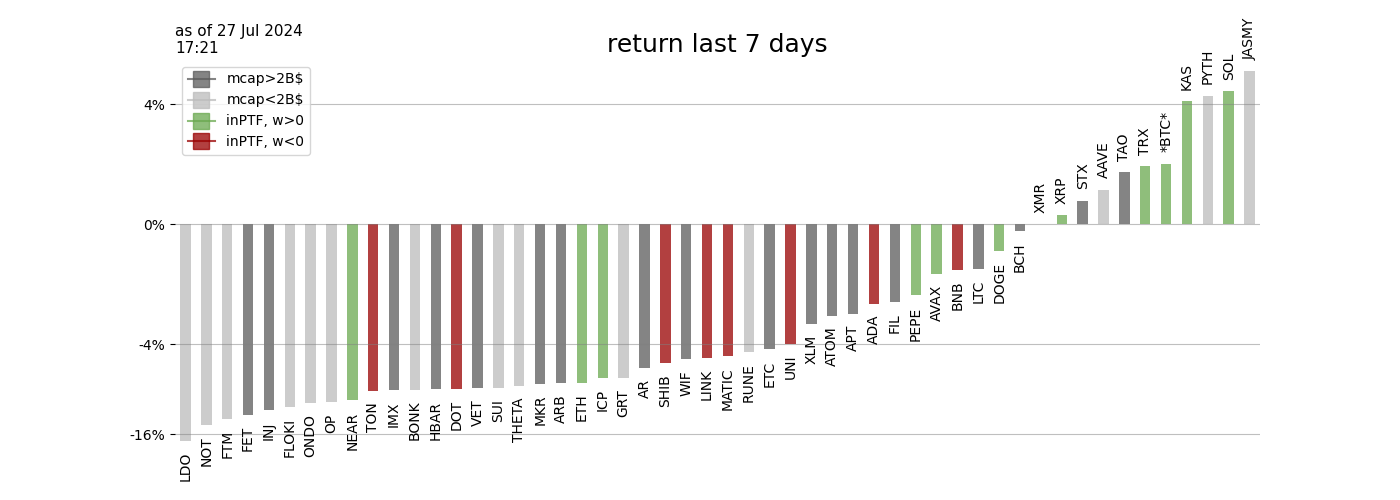 as of 27 Jul 2024
17:21
return last 7 days
mcap>2B$
mcap<2B$
inPTF, w>0
inPTF, w<0
4%
0%
-4%
-16%
LDO
NOT
FTM
FET
INJ
FLOKI
ONDO
OP
NEAR
TON
IMX
BONK
HBAR
DOT
VET
SUI
THETA
MKR
ARB
ETH
ICP
GRT
AR
SHIB
WIF
LINK
MATIC
RUNE
ETC
UNI
XLM
ATOM
APT
ADA
FIL
PEPE
AVAX
BNB
LTC
DOGE
BCH
XMR
XRP
STX
AAVE
TAO
TRX
*BTC*
KAS
PYTH
SOL
JASMY